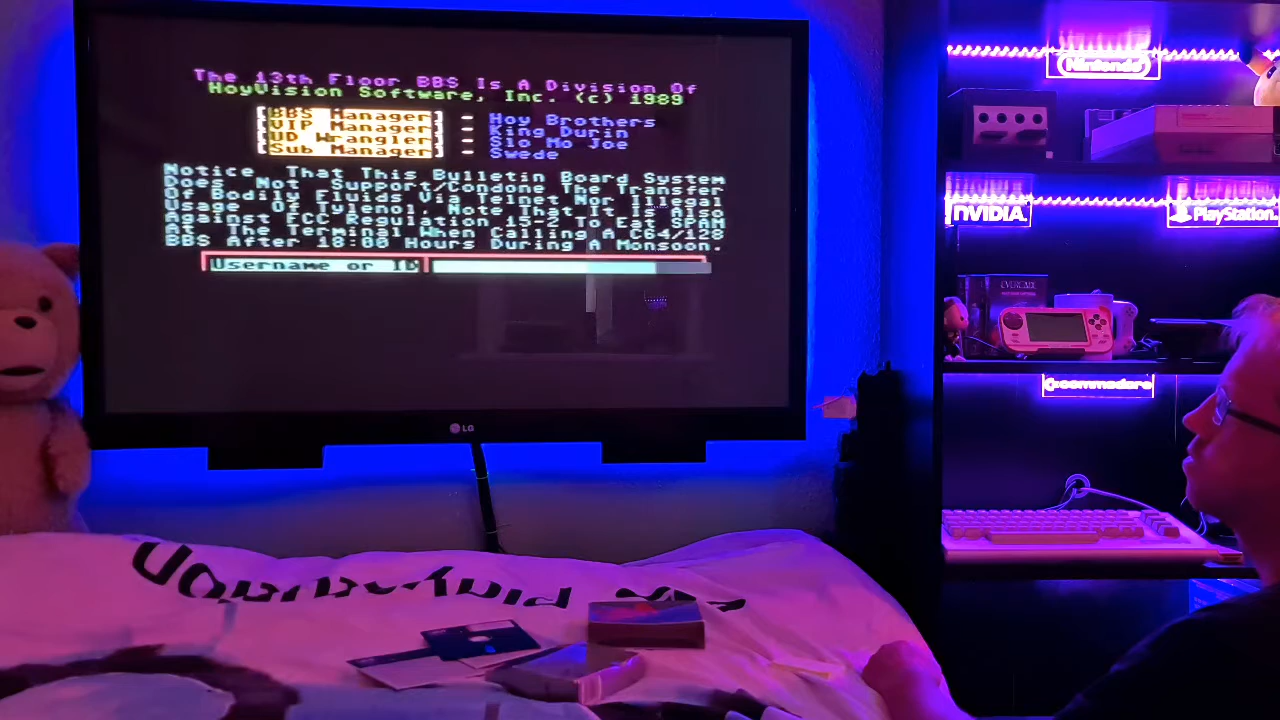 The 13th Floor BBS Is A Division Of
HoyVision Software, Inc. (c) 1989
[BBS Manager] - Hoy Brothers
[VIP Manager] - King Durin
[UD Wrangler] - Slo Mo Joe
[Sub Manager] - Swede
Notice, That This Bulletin Board System
Does Not Support/Condone The Transfer
Of Bodily Fluids Via Telnet Nor Illegal
Usage Of Tylenol. Note That It Is Also
Against FCC Regulation 15-2 To Eat SPAM
At The Terminal When Calling A C64/128
BBS After 18:00 Hours During A Monsoon.
Username or ID
LG
Nintendo
NVIDIA.
PlayStation.
commodore